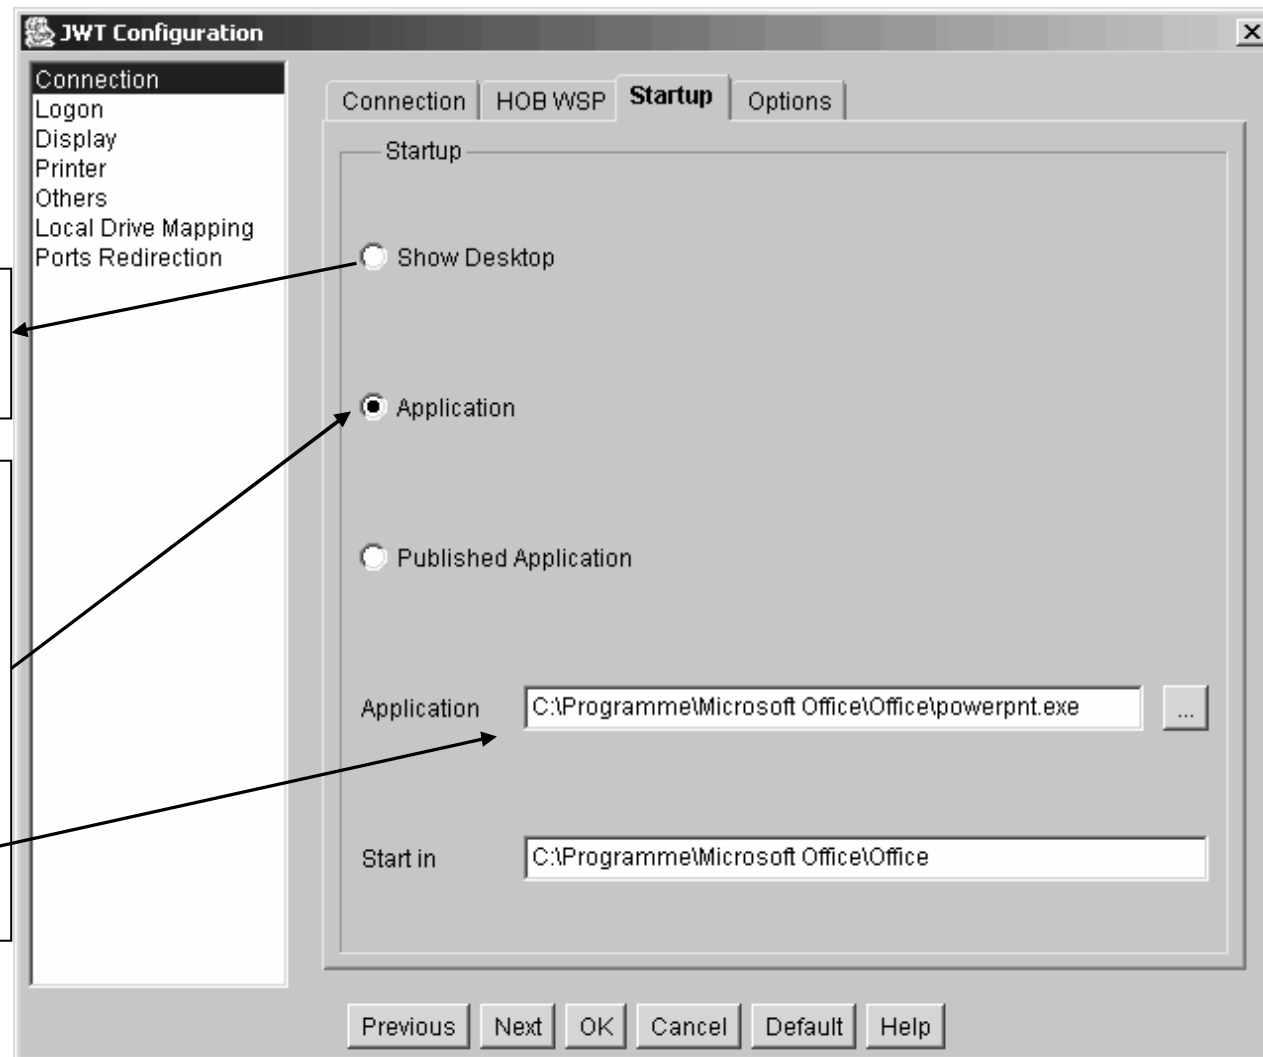 JWT Configuration
Connection
Logon
Display
Printer
Others
Local Drive Mapping
Ports Redirection
Connection
HOB WSP
Startup
Options
Startup
Show Desktop
Application
Published Application
Application
C:\Programme\Microsoft Office\Office\powerpnt.exe
...
Start in
C:\Programme\Microsoft Office\Office
Previous
Next
OK
Cancel
Default
Help